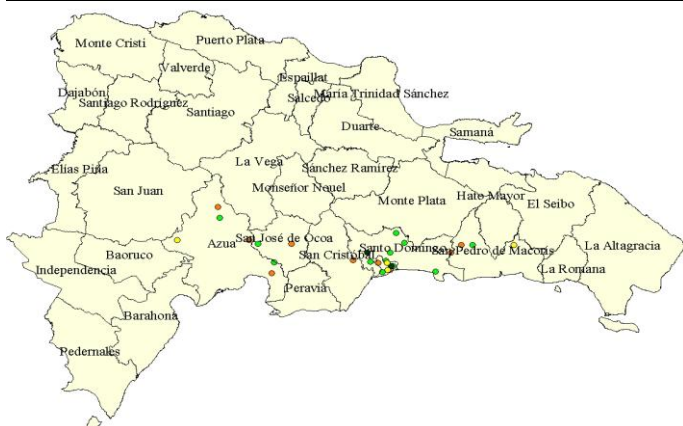 Monte Cristi
Puerto Plata
Valverde
Espaillat
Dajabón
Santiago Rodríguez
Salcedo
María Trinidad Sánchez
Santiago
Duarte
Samaná
La Vega
Elías Piña
Sánchez Ramírez
San Juan
Monseñor Nouel
Monte Plata
Hato Mayor
El Seibo
Azua
San José de Ocoa
Santo Domingo
San Pedro de Macorís
La Altagracia
Baoruco
San Cristóbal
Independencia
La Romana
Peravia
Barahona
Pedernales